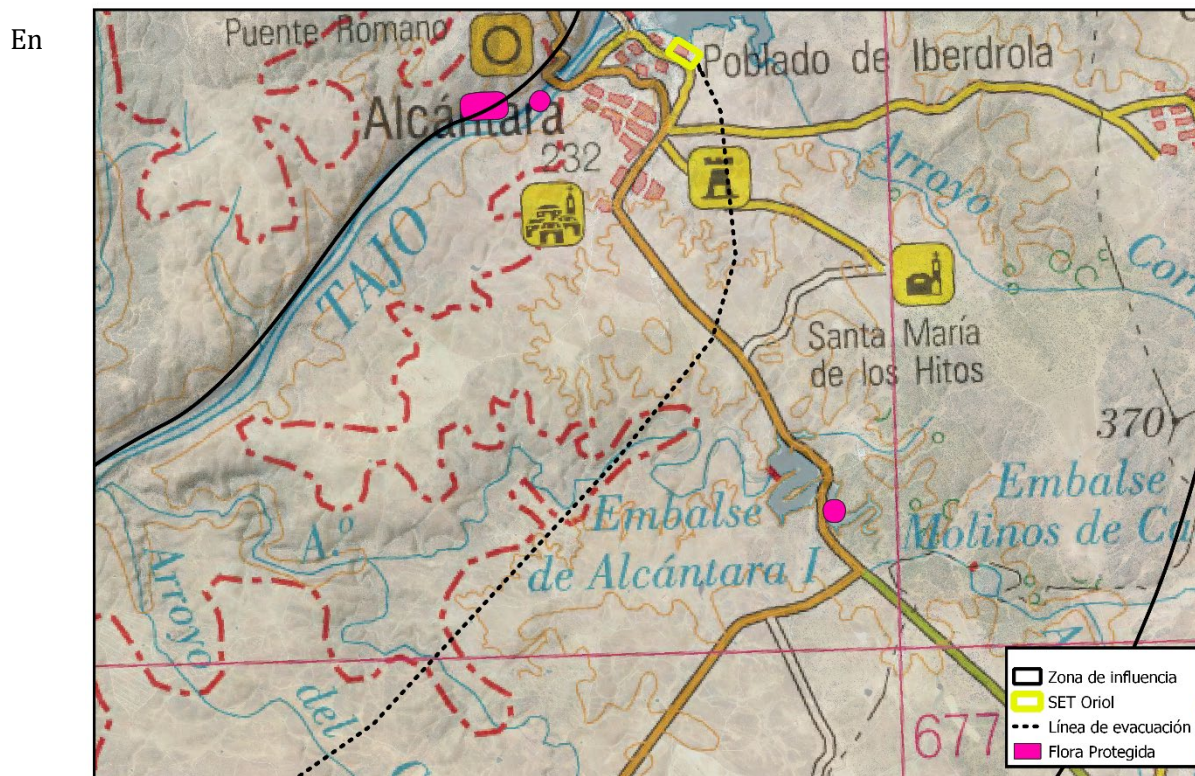 En
Puente Romano
Poblado de Iberdrola
Alcántara
232
Arroyo
TAJO
Santa María
de los Hitos
370
Embalse
de Alcántara I
Embalse
Molinos de Ca
A.º
Arroyo
del
677
Zona de influencia
SET Oriol
Línea de evacuación
Flora Protegida